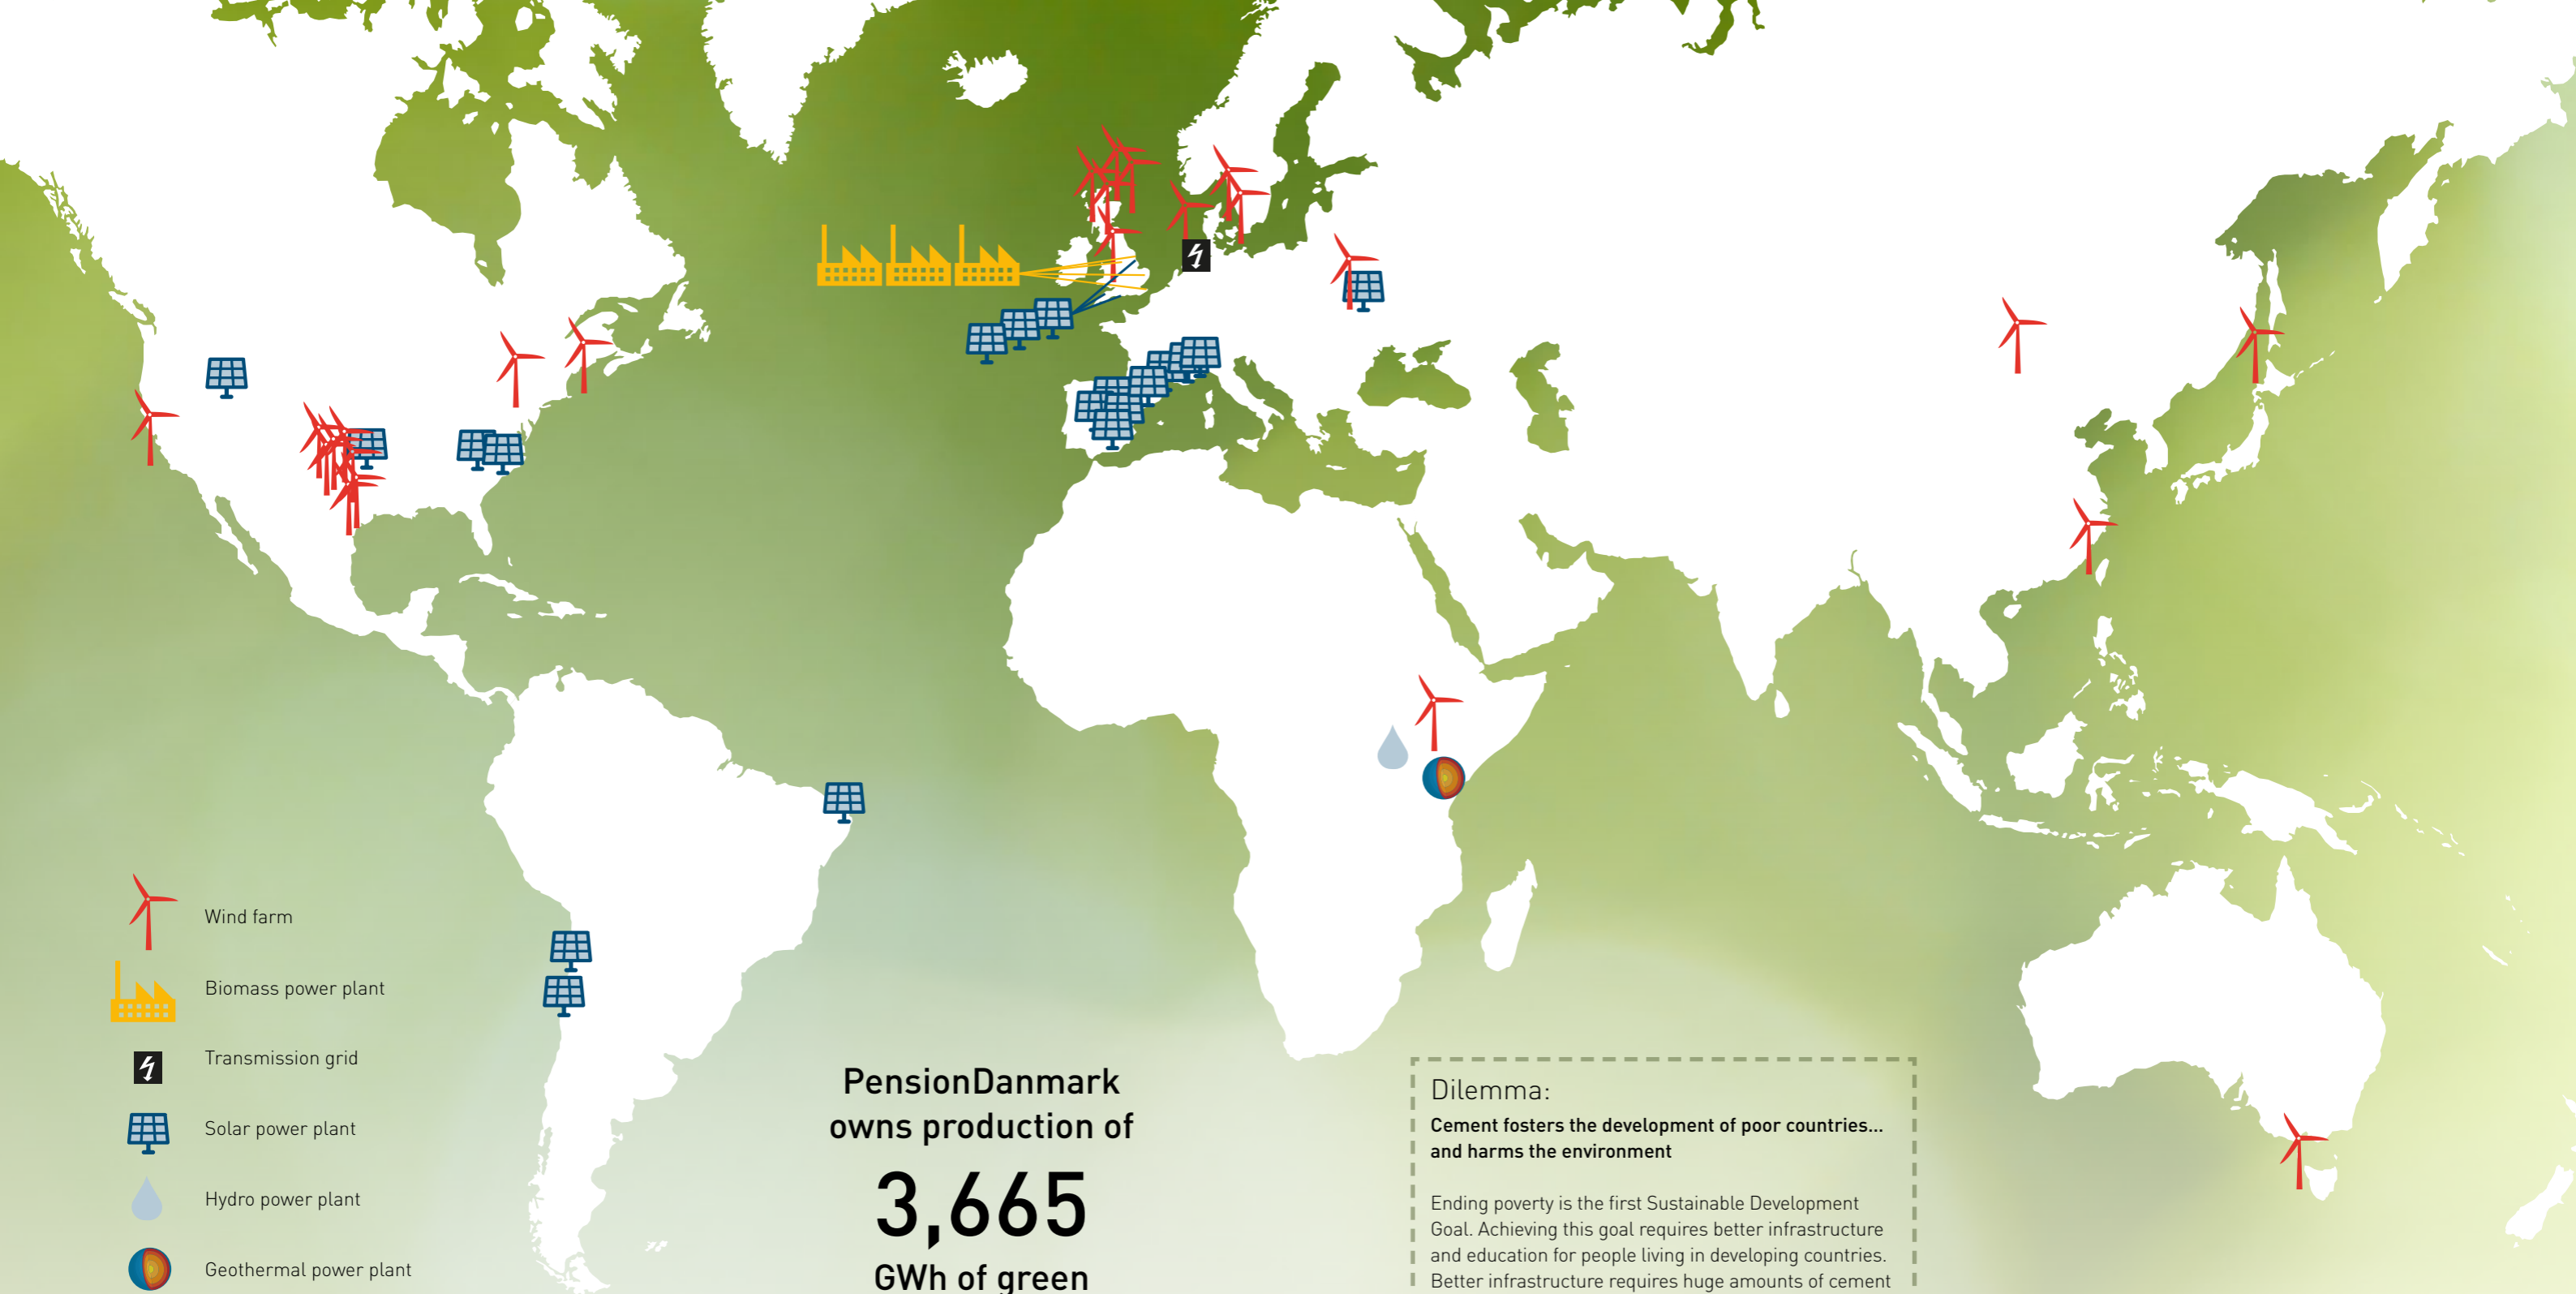 Wind farm
Biomass power plant
Transmission grid
Solar power plant
Hydro power plant
Geothermal power plant
PensionDanmark
owns production of
3,665
GWh of green
Dilemma:
Cement fosters the development of poor countries...
and harms the environment
Ending poverty is the first Sustainable Development
Goal. Achieving this goal requires better infrastructure
and education for people living in developing countries.
Better infrastructure requires huge amounts of cement